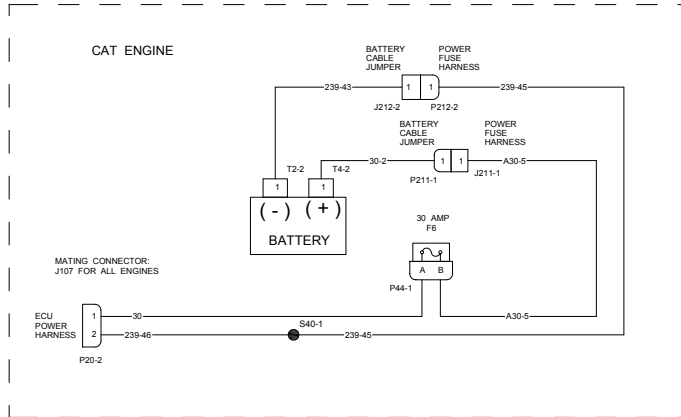 CAT ENGINE
BATTERY
CABLE
JUMPER
POWER
FUSE
HARNESS
239-43
1
1
239-45
J212-2
P212-2
BATTERY
CABLE
JUMPER
POWER
FUSE
HARNESS
T2-2
T4-2
30-2
1
1
A30-5
P211-1
J211-1
1
1
(-)
(+)
BATTERY
30 AMP
F6
A
B
P44-1
MATING CONNECTOR:
J107 FOR ALL ENGINES
ECU
POWER
HARNESS
1
2
30
A30-5
239-46
S40-1
239-45
P20-2